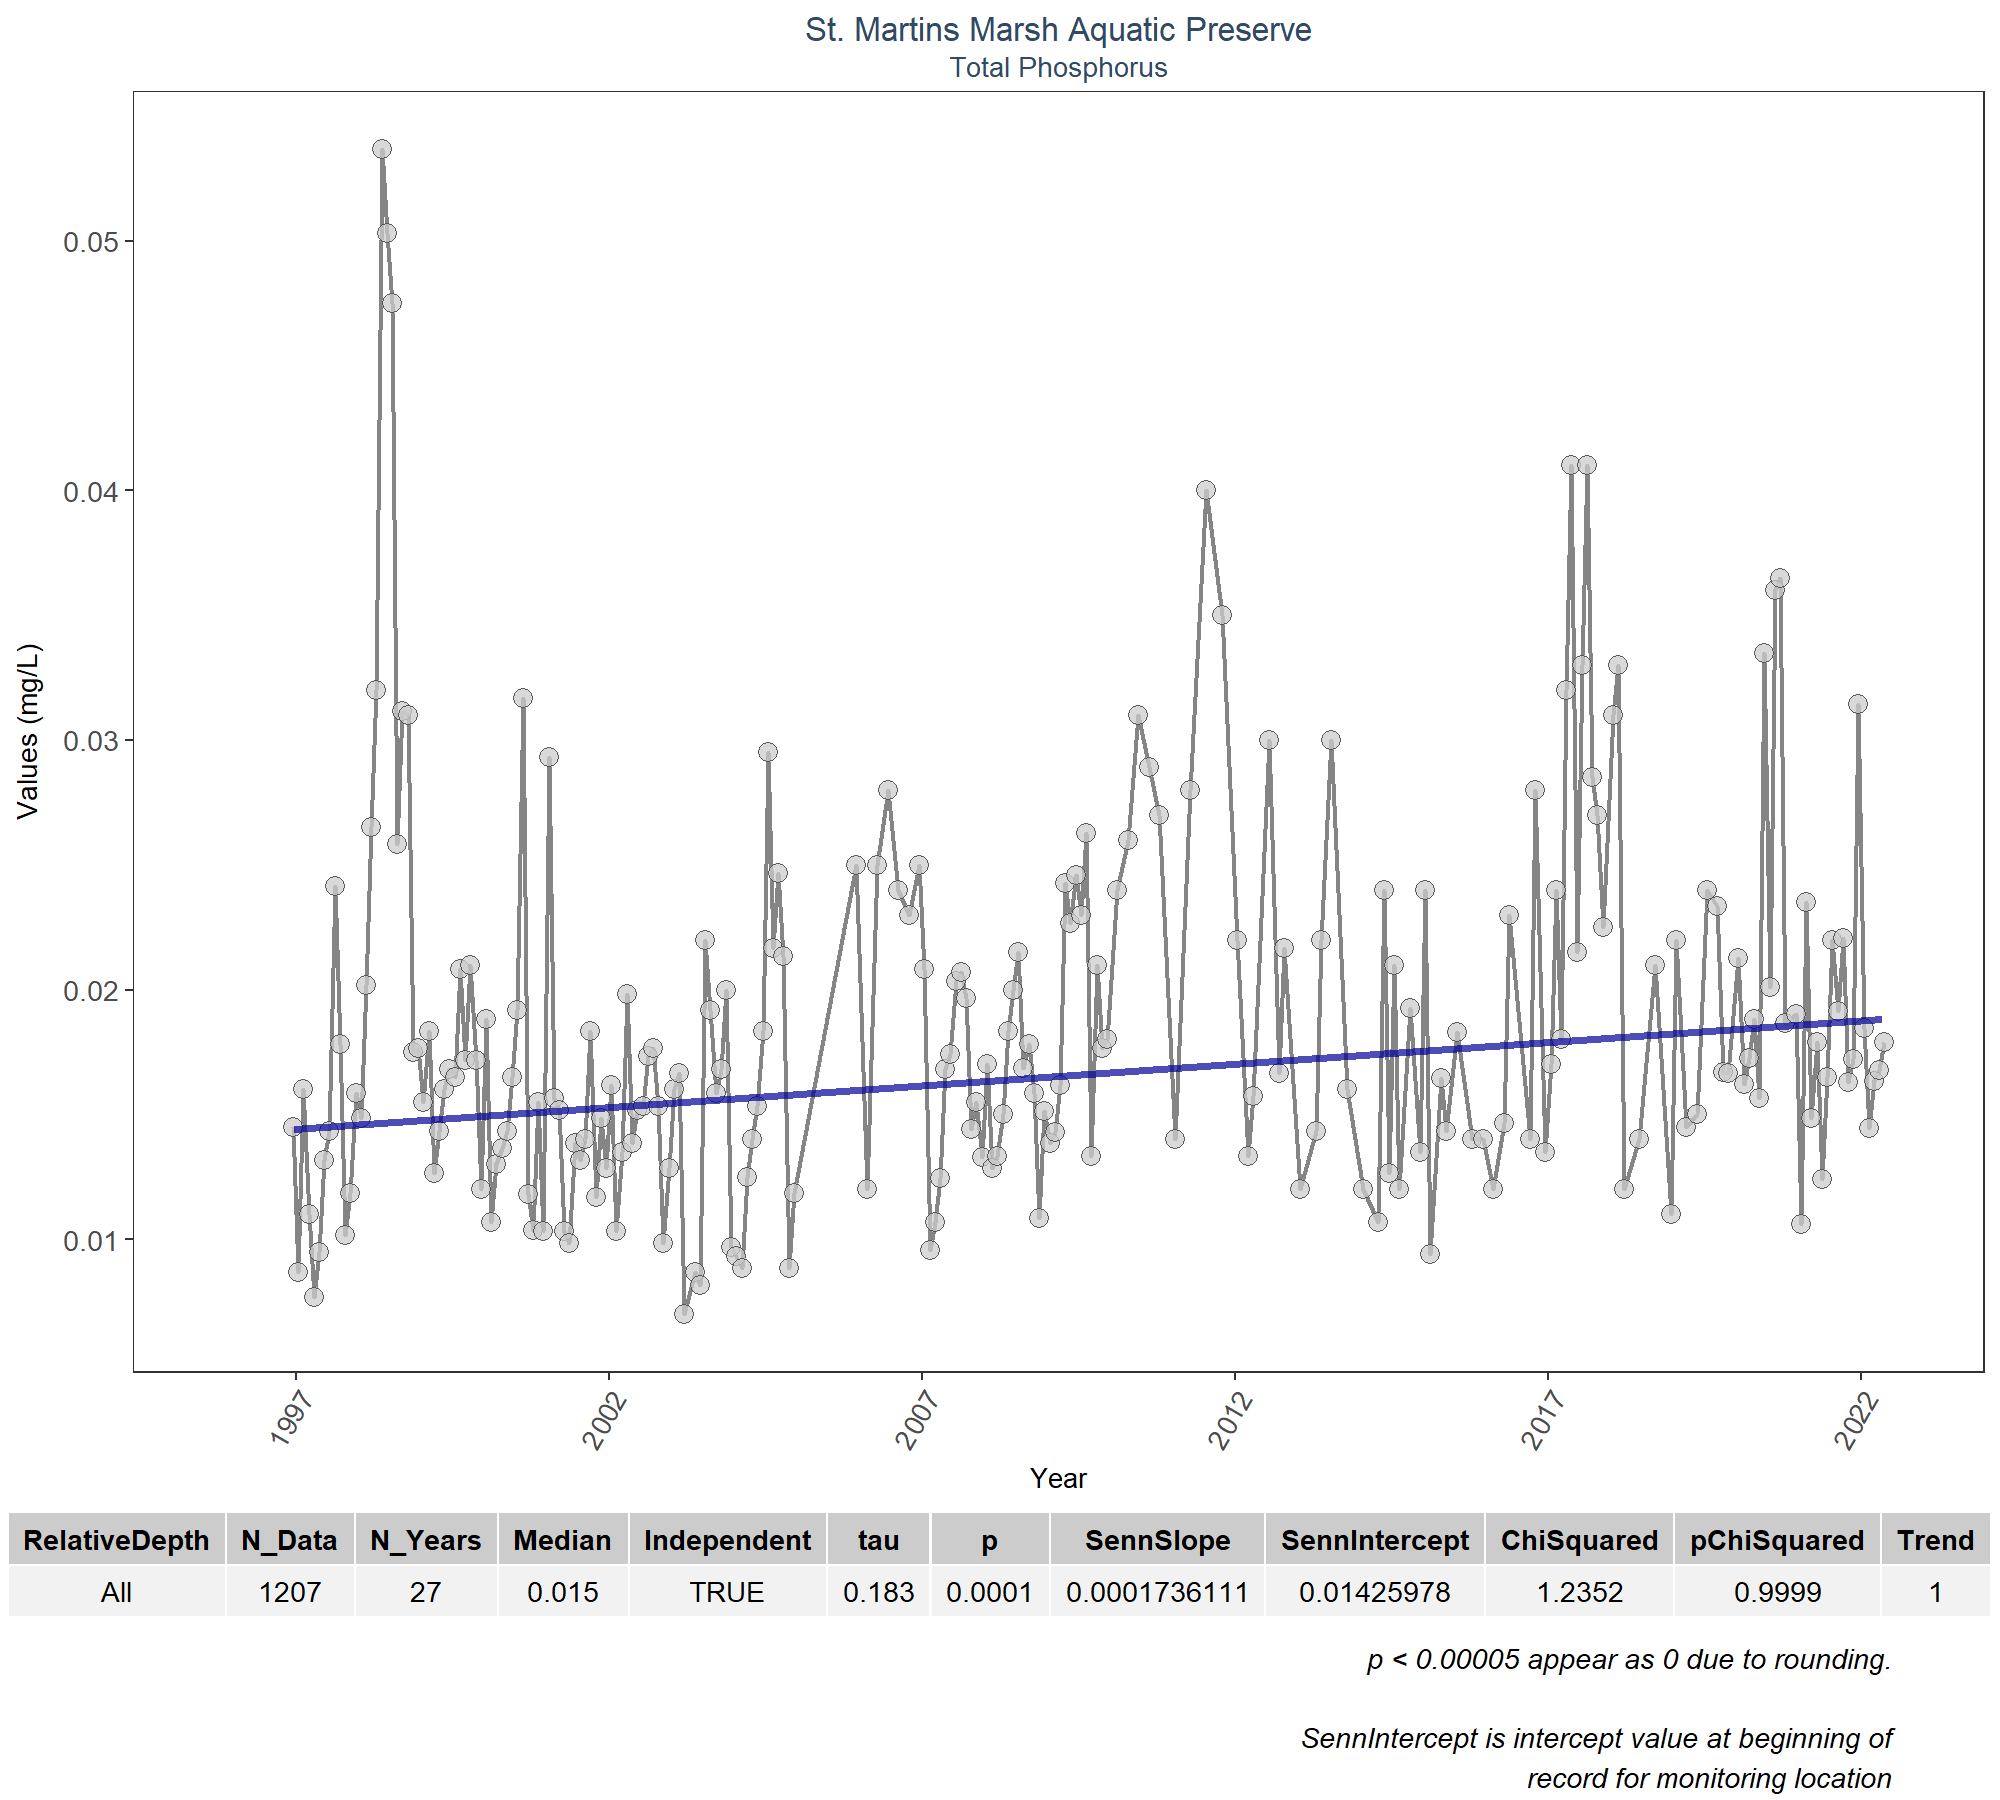 St. Martins Marsh Aquatic Preserve
Total Phosphorus
0.05
0.04
0.03
0.02
0.01
Values (mg/L)
1997 2002 2007 2012 2017 2022
Year
RelativeDepth N_Data N_Years Median Independent tau p SennSlope SennIntercept ChiSquared pChiSquared Trend
All 1207 27 0.015 TRUE 0.183 0.0001 0.0001736111 0.01425978 1.2352 0.9999 1
p < 0.00005 appear as 0 due to rounding.
SennIntercept is intercept value at beginning of
record for monitoring location